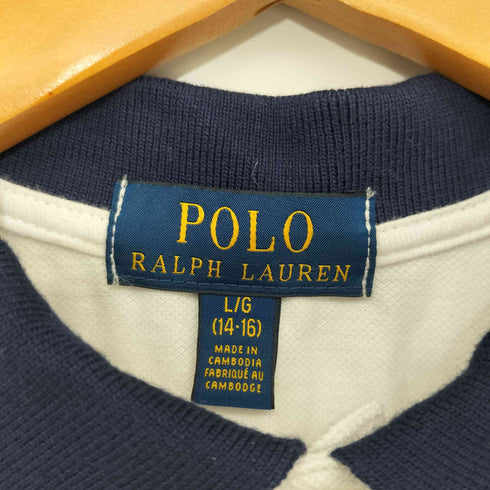 POLO
RALPH LAUREN
L/G
(14-16)
MADE IN
CAMBODIA
FABRIQUÉ AU
CAMBODGE